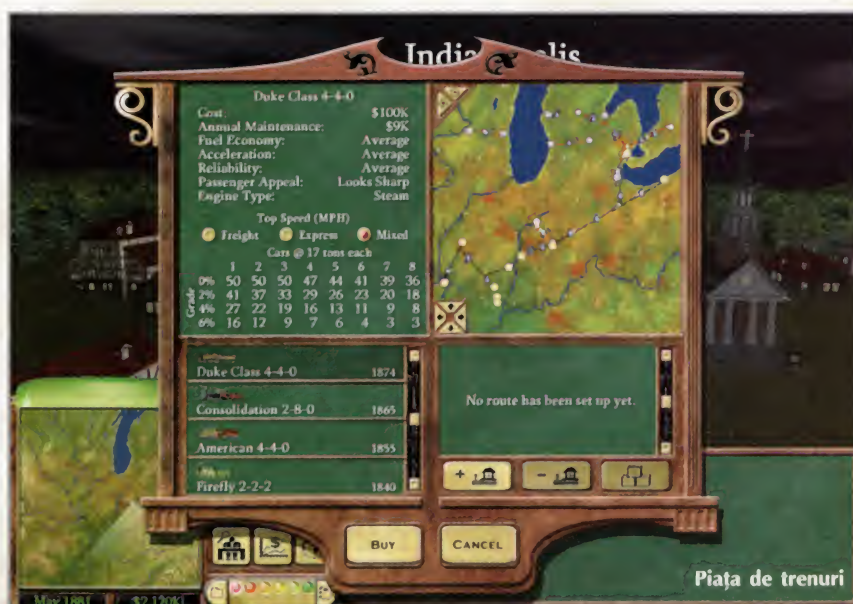 Duke Class 4-4-0
Cost: $100K
Annual Maintenance: $9K
Fuel Economy: Average
Acceleration: Average
Reliability: Average
Passenger Appeal: Looks Sharp
Engine Type: Steam
Top Speed (MPH)
Freight Express Mixed
Cars @ 17 tons each
1 2 3 4 5 6 7 8
Grade
0% 50 50 50 47 44 41 39 36
2% 41 37 33 29 26 23 20 18
4% 27 22 19 16 13 11 9 8
6% 16 12 9 7 6 4 3 3
Duke Class 4-4-0 1874
Consolidation 2-8-0 1865
American 4-4-0 1855
Firefly 2-2-2 1840
No route has been set up yet.
+
-
BUY
CANCEL
May 1881
Piaţa de trenuri